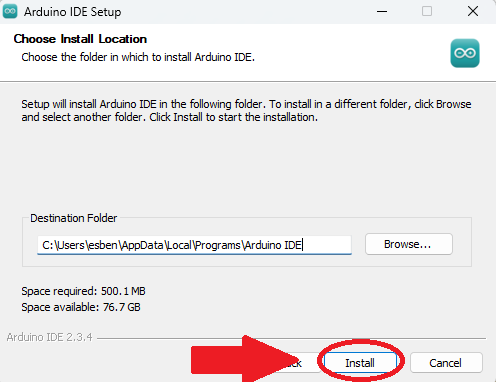 Arduino IDE Setup
Choose Install Location
Choose the folder in which to install Arduino IDE.
Setup will install Arduino IDE in the following folder. To install in a different folder, click Browse
and select another folder. Click Install to start the installation.
Destination Folder
C:\Users\esben\AppData\Local\Programs\Arduino IDE
Browse...
Space required: 500.1 MB
Space available: 76.7 GB
Arduino IDE 2.3.4
Install
Cancel